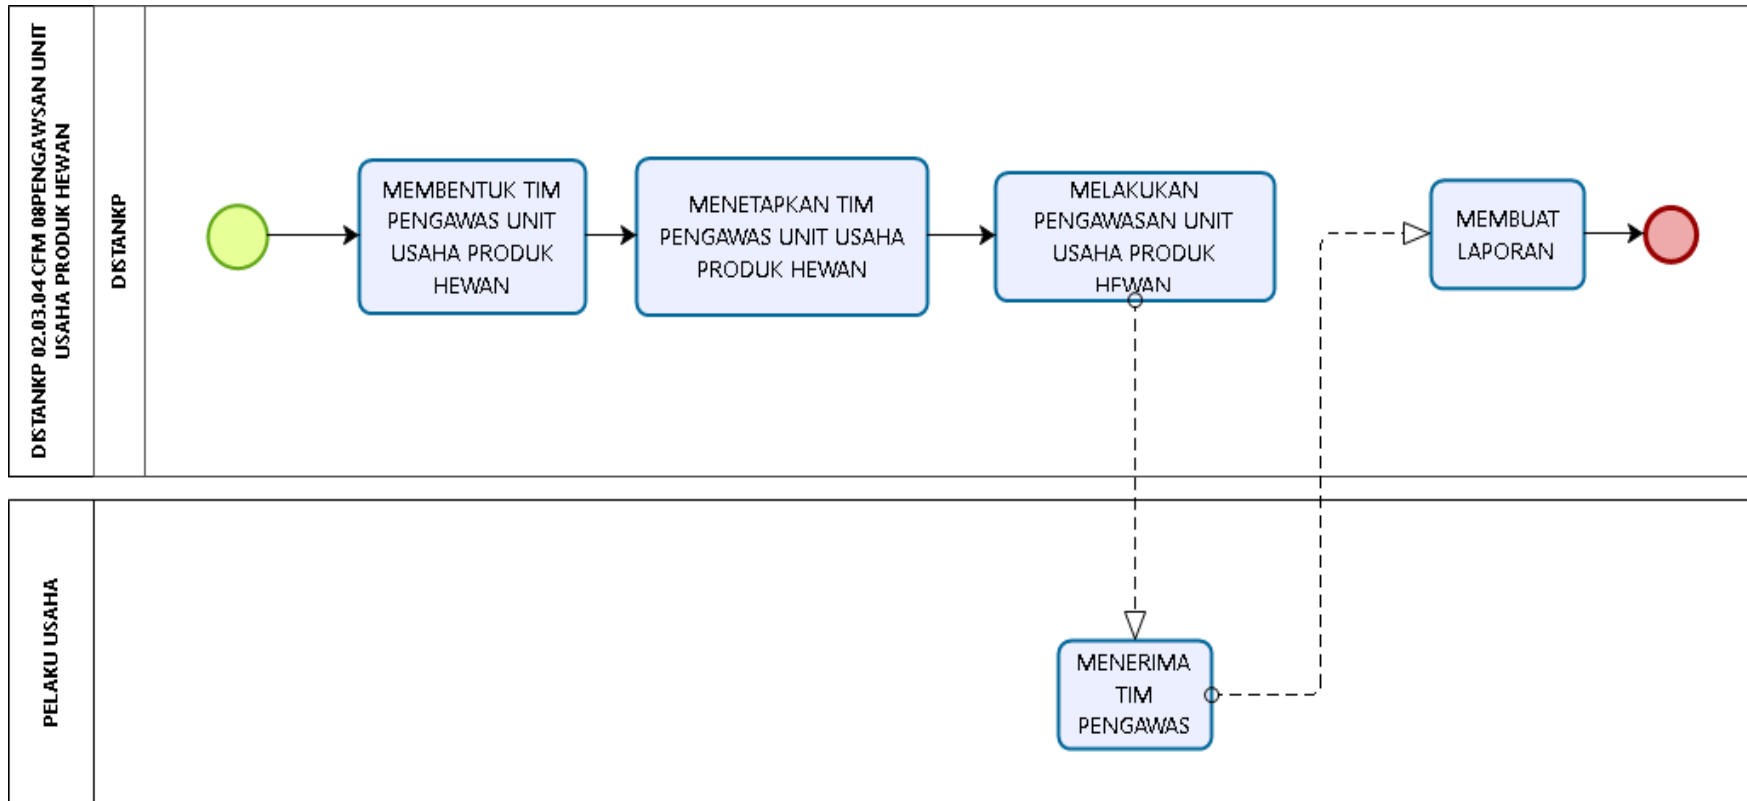 DISTANKP 02.03.04 CFM 08PENGAWSAN UNIT
USAHA PRODUK HEWAN
DISTANKP
MEMBENTUK TIM
PENGAWAS UNIT
USAHA PRODUK
HEWAN
MENETAPKAN TIM
PENGAWAS UNIT USAHA
PRODUK HEWAN
MELAKUKAN
PENGAWASAN UNIT
USAHA PRODUK
HEWAN
MEMBUAT
LAPORAN
PELAKU USAHA
MENERIMA
TIM
PENGAWAS